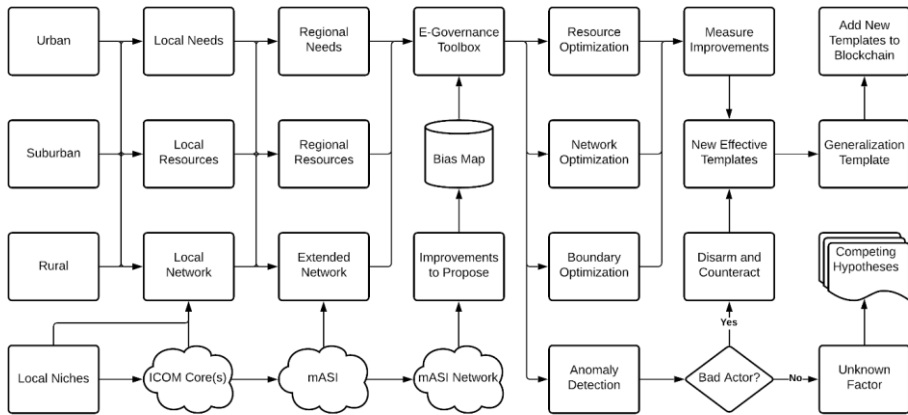 Urban
Local Needs
Regional Needs
E-Governance Toolbox
Resource Optimization
Measure Improvements
Add New Templates to Blockchain
Suburban
Local Resources
Regional Resources
Bias Map
Network Optimization
New Effective Templates
Generalization Template
Rural
Local Network
Extended Network
Improvements to Propose
Boundary Optimization
Disarm and Counteract
Competing Hypotheses
Yes
Local Niches
ICOM Core(s)
mASI
mASI Network
Anomaly Detection
Bad Actor?
No
Unknown Factor